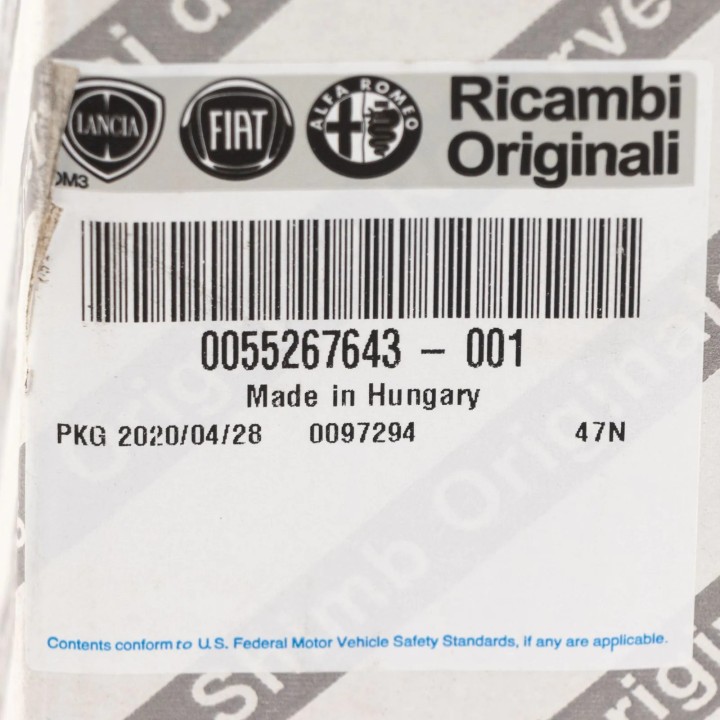 LANCIA
FIAT
ALFA ROMEO
Ricambi
Originali
DM3
0055267643 – 001
Made in Hungary
PKG 2020/04/28 0097294 47N
Contents conform to U.S. Federal Motor Vehicle Safety Standards, if any are applicable.